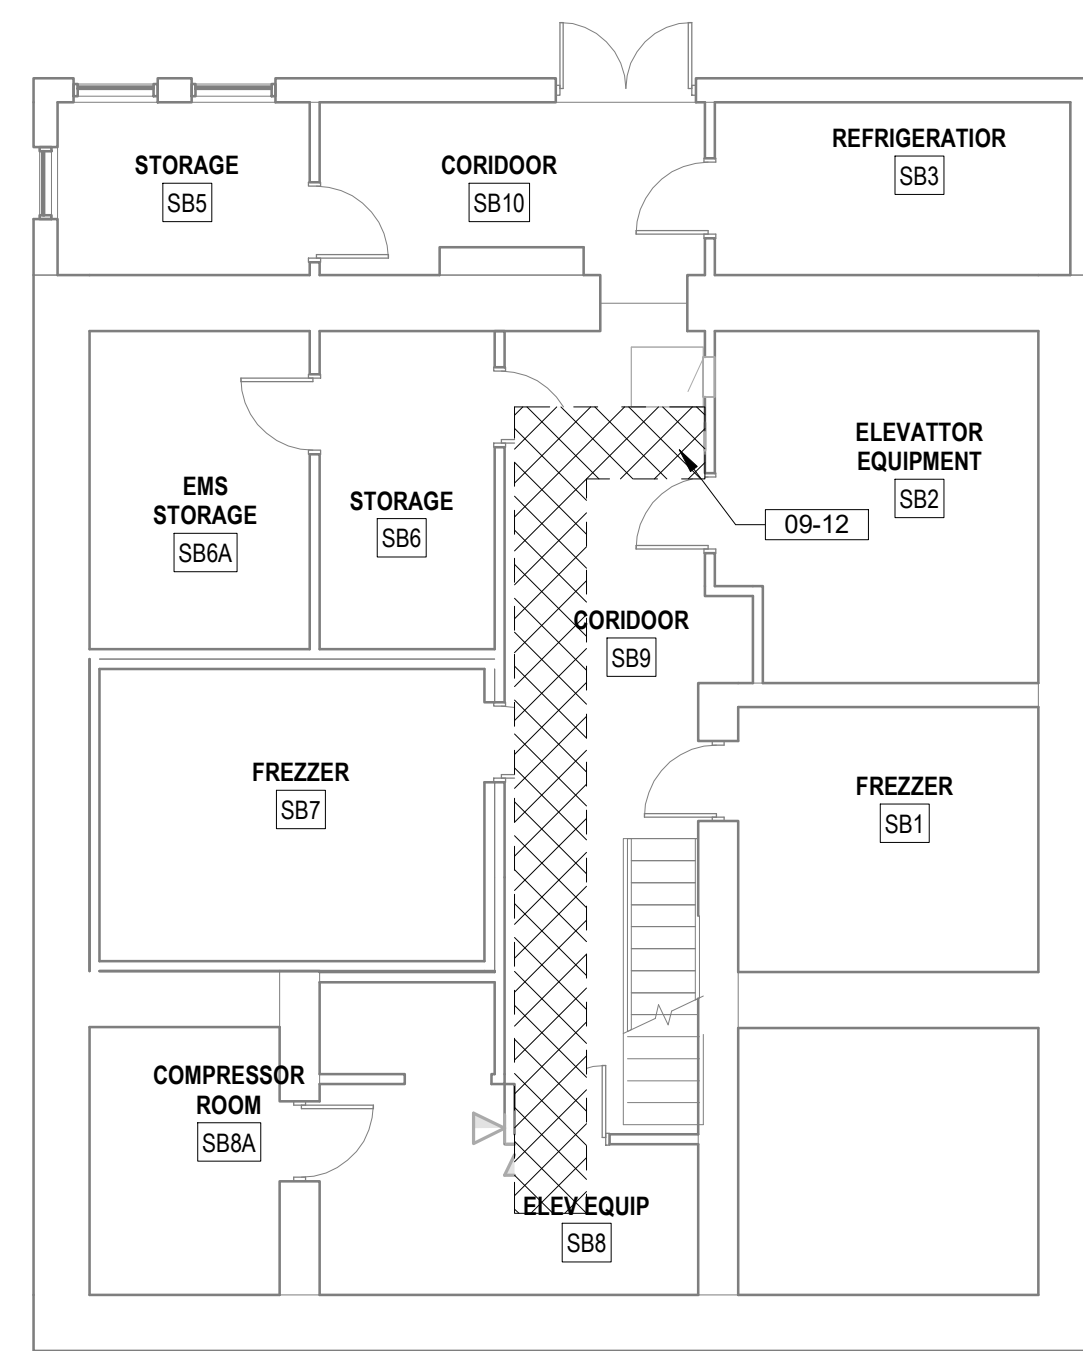 STORAGE
SB5
CORIDOOR
SB10
REFRIGERATIOR
SB3
EMS
STORAGE
SB6A
STORAGE
SB6
ELEVATTOR
EQUIPMENT
SB2
09-12
CORIDOOR
SB9
FREZZER
SB7
FREZZER
SB1
COMPRESSOR
ROOM
SB8A
ELEV EQUIP
SB8